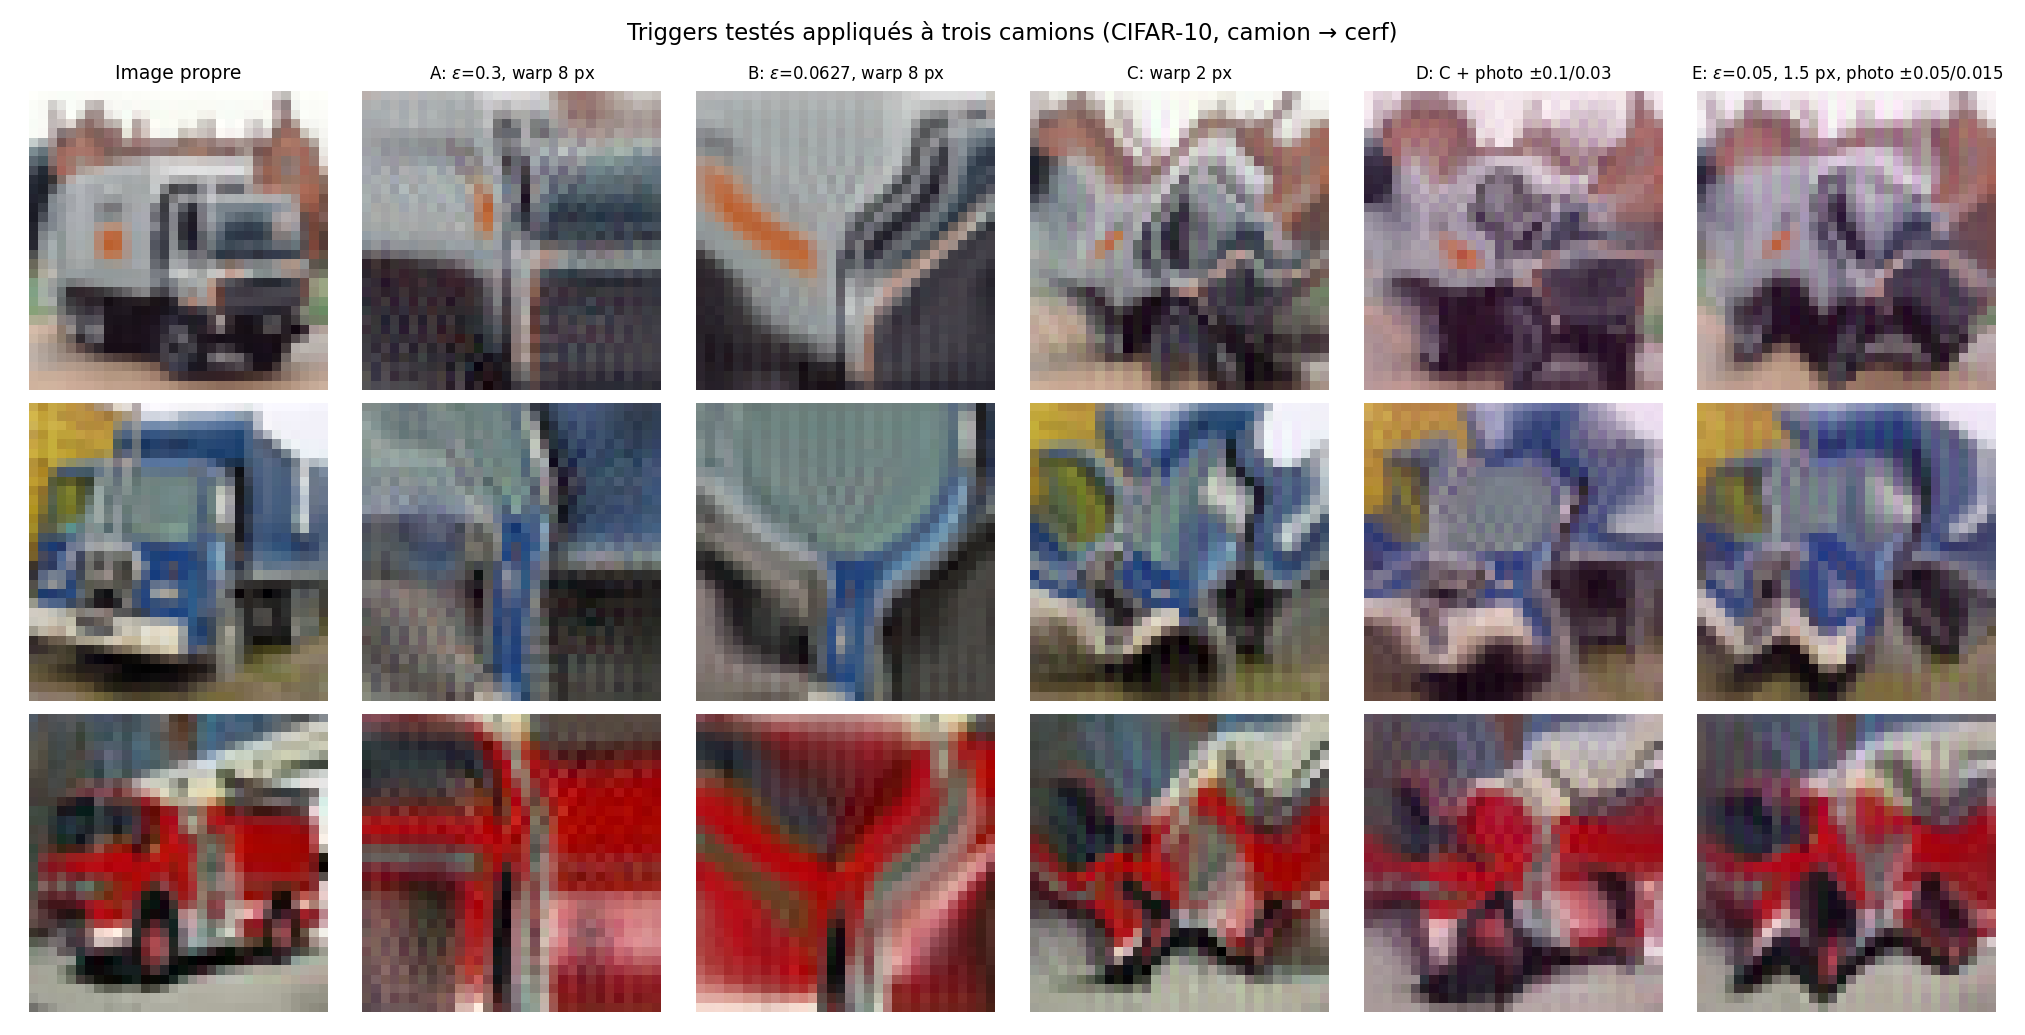 Triggers testés appliqués à trois camions (CIFAR-10, camion → cerf)
Image propre
A: ε=0.3, warp 8 px
B: ε=0.0627, warp 8 px
C: warp 2 px
D: C + photo ±0.1/0.03
E: ε=0.05, 1.5 px, photo ±0.05/0.015